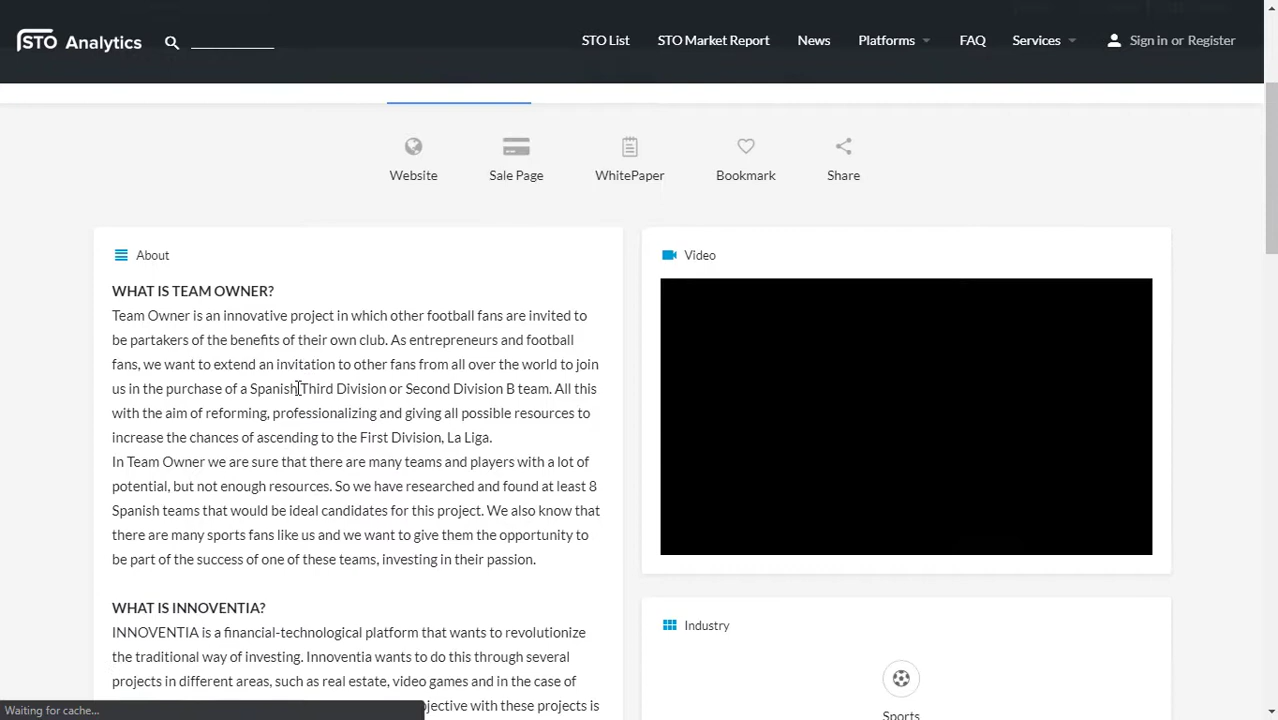 STO Analytics
STO List STO Market Report News Platforms FAQ Services Sign in or Register
Website Sale Page WhitePaper Bookmark Share
About
WHAT IS TEAM OWNER?
Team Owner is an innovative project in which other football fans are invited to
be partakers of the benefits of their own club. As entrepreneurs and football
fans, we want to extend an invitation to other fans from all over the world to join
us in the purchase of a Spanish Third Division or Second Division B team. All this
with the aim of reforming, professionalizing and giving all possible resources to
increase the chances of ascending to the First Division, La Liga.
In Team Owner we are sure that there are many teams and players with a lot of
potential, but not enough resources. So we have researched and found at least 8
Spanish teams that would be ideal candidates for this project. We also know that
there are many sports fans like us and we want to give them the opportunity to
be part of the success of one of these teams, investing in their passion.
WHAT IS INNOVENTIA?
INNOVENTIA is a financial-technological platform that wants to revolutionize
the traditional way of investing. Innoventia wants to do this through several
projects in different areas, such as real estate, video games and in the case of
jective with these projects is
Video
Industry
Sports
Waiting for cache...